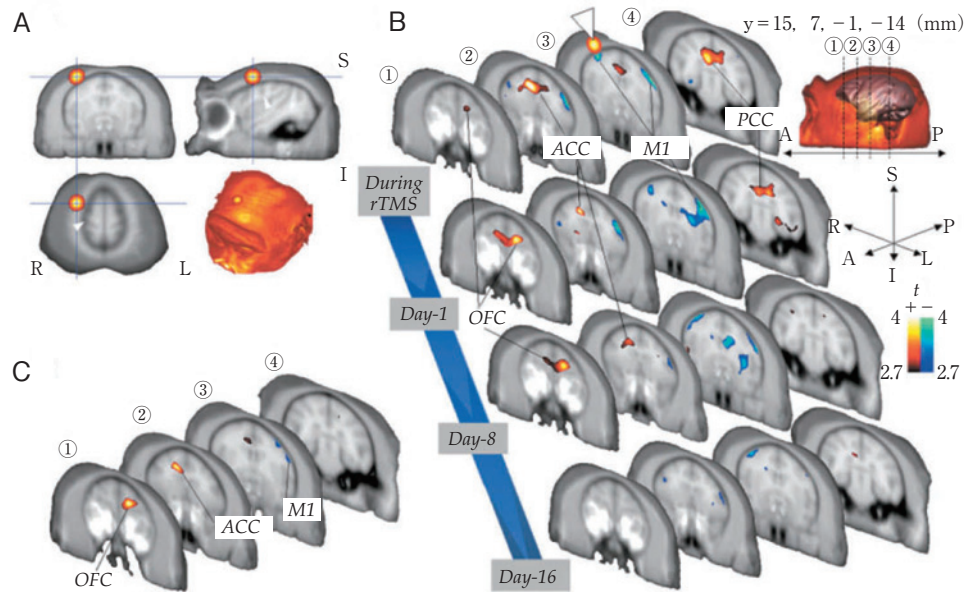 A
S
I
R
L
B
①
②
③
④
y=15, 7, −1, −14 (mm)
①②③④
A
P
ACC
M1
PCC
During
rTMS
S
R
P
A
L
I
OFC
Day-1
t
4 + − 4
2.7 2.7
Day-8
Day-16
C
①
②
③
④
ACC
M1
OFC